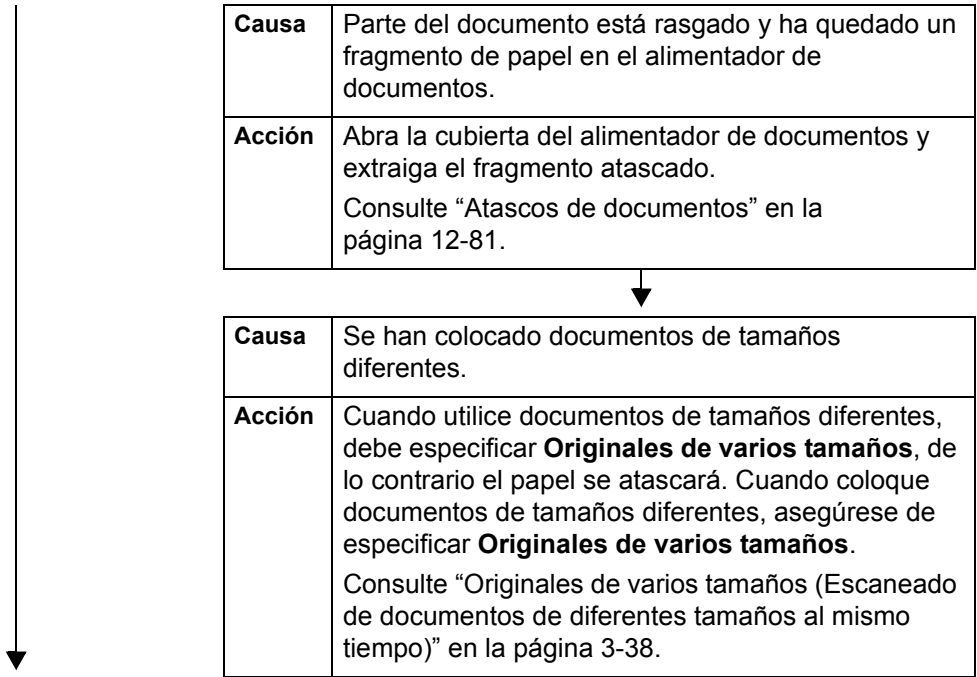 Causa Parte del documento está rasgado y ha quedado un
fragmento de papel en el alimentador de
documentos.
Acción Abra la cubierta del alimentador de documentos y
extraiga el fragmento atascado.
Consulte “Atascos de documentos” en la
página 12-81.
Causa Se han colocado documentos de tamaños
diferentes.
Acción Cuando utilice documentos de tamaños diferentes,
debe especificar Originales de varios tamaños, de
lo contrario el papel se atascará. Cuando coloque
documentos de tamaños diferentes, asegúrese de
especificar Originales de varios tamaños.
Consulte “Originales de varios tamaños (Escaneado
de documentos de diferentes tamaños al mismo
tiempo)” en la página 3-38.